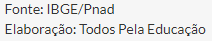 Fonte: IBGE/Pnad
Elaboração: Todos Pela Educação